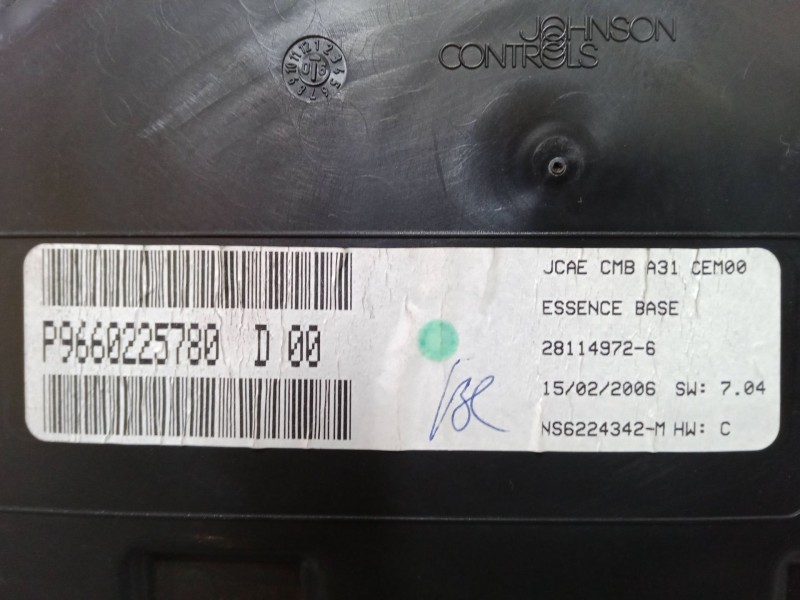 JOHNSON
CONTROLS
P9660225780 D 00
JCAE CMB A31 CEM00
ESSENCE BASE
28114972-6
15/02/2006 SW: 7.04
NS6224342-M HW: C